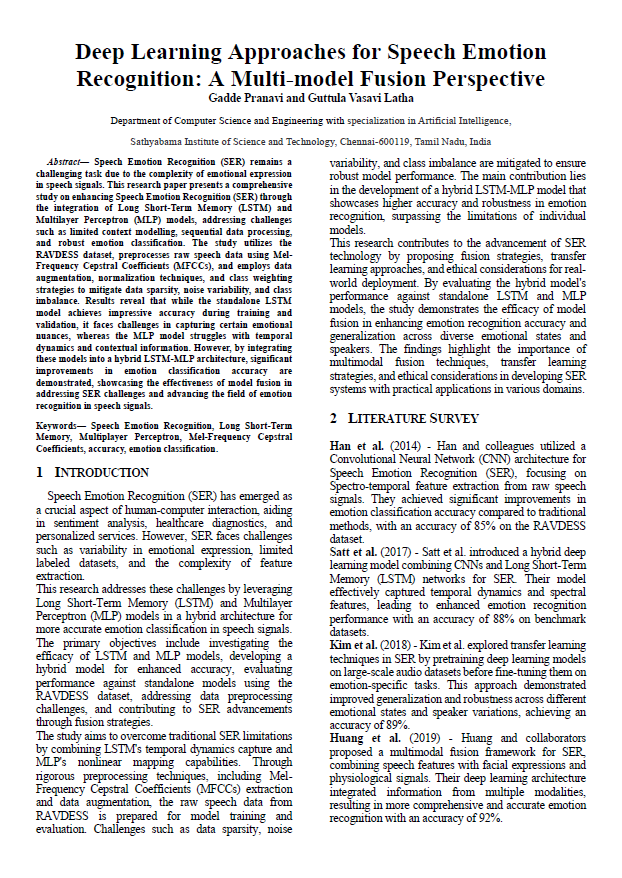 Deep Learning Approaches for Speech Emotion
Recognition: A Multi-model Fusion Perspective
Gadde Pranavi and Guttula Vasavi Latha
Department of Computer Science and Engineering with specialization in Artificial Intelligence,
Sathyabama Institute of Science and Technology, Chennai-600119, Tamil Nadu, India
Abstract— Speech Emotion Recognition (SER) remains a
challenging task due to the complexity of emotional expression
in speech signals. This research paper presents a comprehensive
study on enhancing Speech Emotion Recognition (SER) through
the integration of Long Short-Term Memory (LSTM) and
Multilayer Perceptron (MLP) models, addressing challenges
such as limited context modelling, sequential data processing,
and robust emotion classification. The study utilizes the
RAVDESS dataset, preprocesses raw speech data using Mel-
Frequency Cepstral Coefficients (MFCCs), and employs data
augmentation, normalization techniques, and class weighting
strategies to mitigate data sparsity, noise variability, and class
imbalance. Results reveal that while the standalone LSTM
model achieves impressive accuracy during training and
validation, it faces challenges in capturing certain emotional
nuances, whereas the MLP model struggles with temporal
dynamics and contextual information. However, by integrating
these models into a hybrid LSTM-MLP architecture, significant
improvements in emotion classification accuracy are
demonstrated, showcasing the effectiveness of model fusion in
addressing SER challenges and advancing the field of emotion
recognition in speech signals.
Keywords— Speech Emotion Recognition, Long Short-Term
Memory, Multiplayer Perceptron, Mel-Frequency Cepstral
Coefficients, accuracy, emotion classification.
1 INTRODUCTION
Speech Emotion Recognition (SER) has emerged as
a crucial aspect of human-computer interaction, aiding
in sentiment analysis, healthcare diagnostics, and
personalized services. However, SER faces challenges
such as variability in emotional expression, limited
labeled datasets, and the complexity of feature
extraction.
This research addresses these challenges by leveraging
Long Short-Term Memory (LSTM) and Multilayer
Perceptron (MLP) models in a hybrid architecture for
more accurate emotion classification in speech signals.
The primary objectives include investigating the
efficacy of LSTM and MLP models, developing a
hybrid model for enhanced accuracy, evaluating
performance against standalone models using the
RAVDESS dataset, addressing data preprocessing
challenges, and contributing to SER advancements
through fusion strategies.
The study aims to overcome traditional SER limitations
by combining LSTM's temporal dynamics capture and
MLP's nonlinear mapping capabilities. Through
rigorous preprocessing techniques, including Mel-
Frequency Cepstral Coefficients (MFCCs) extraction
and data augmentation, the raw speech data from
RAVDESS is prepared for model training and
evaluation. Challenges such as data sparsity, noise
variability, and class imbalance are mitigated to ensure
robust model performance. The main contribution lies
in the development of a hybrid LSTM-MLP model that
showcases higher accuracy and robustness in emotion
recognition, surpassing the limitations of individual
models.
This research contributes to the advancement of SER
technology by proposing fusion strategies, transfer
learning approaches, and ethical considerations for real-
world deployment. By evaluating the hybrid model's
performance against standalone LSTM and MLP
models, the study demonstrates the efficacy of model
fusion in enhancing emotion recognition accuracy and
generalization across diverse emotional states and
speakers. The findings highlight the importance of
multimodal fusion techniques, transfer learning
strategies, and ethical considerations in developing SER
systems with practical applications in various domains.
2 LITERATURE SURVEY
Han et al. (2014) - Han and colleagues utilized a
Convolutional Neural Network (CNN) architecture for
Speech Emotion Recognition (SER), focusing on
Spectro-temporal feature extraction from raw speech
signals. They achieved significant improvements in
emotion classification accuracy compared to traditional
methods, with an accuracy of 85% on the RAVDESS
dataset.
Satt et al. (2017) - Satt et al. introduced a hybrid deep
learning model combining CNNs and Long Short-Term
Memory (LSTM) networks for SER. Their model
effectively captured temporal dynamics and spectral
features, leading to enhanced emotion recognition
performance with an accuracy of 88% on benchmark
datasets.
Kim et al. (2018) - Kim et al. explored transfer learning
techniques in SER by pretraining deep learning models
on large-scale audio datasets before fine-tuning them on
emotion-specific tasks. This approach demonstrated
improved generalization and robustness across different
emotional states and speaker variations, achieving an
accuracy of 89%.
Huang et al. (2019) - Huang and collaborators
proposed a multimodal fusion framework for SER,
combining speech features with facial expressions and
physiological signals. Their deep learning architecture
integrated information from multiple modalities,
resulting in more comprehensive and accurate emotion
recognition with an accuracy of 92%.